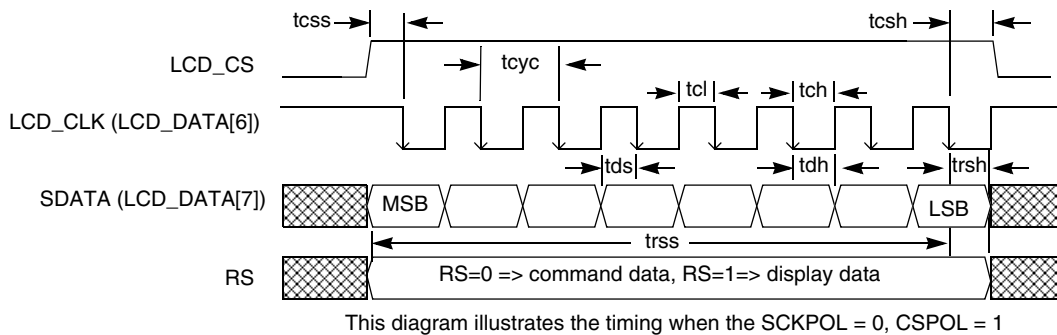 tcss
tcsh
LCD_CS
tcyc
tcl
tch
LCD_CLK (LCD_DATA[6])
tds
tdh
trsh
SDATA (LCD_DATA[7])
MSB
LSB
trss
RS
RS=0 => command data, RS=1=> display data
This diagram illustrates the timing when the SCKPOL = 0, CSPOL = 1